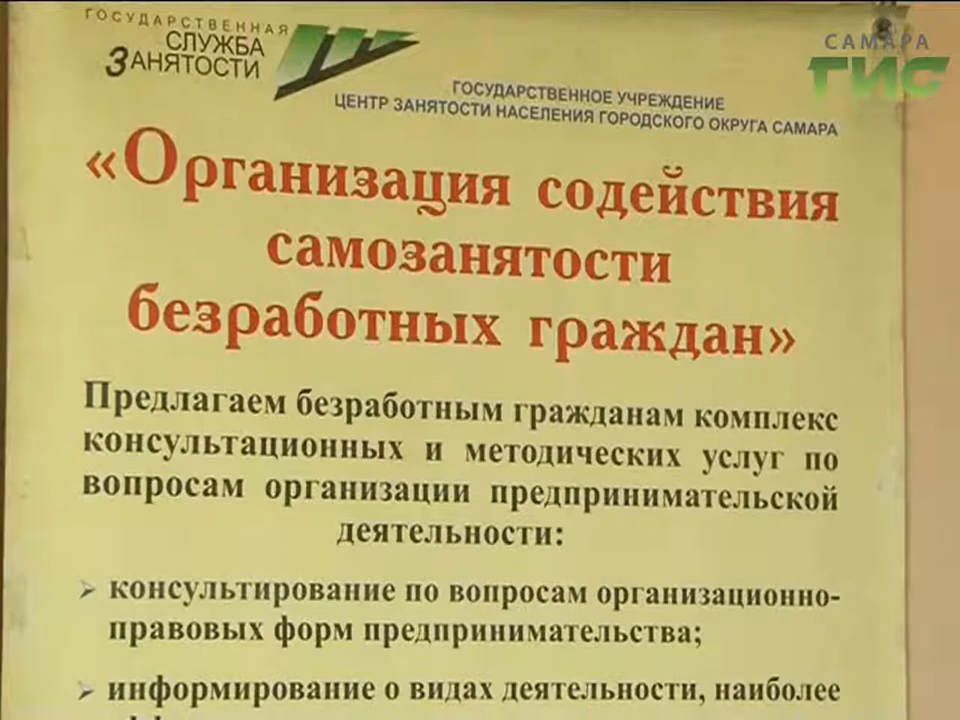 ГОСУДАРСТВЕННАЯ
СЛУЖБА
ЗАНЯТОСТИ
САМАРА
ГИС
ГОСУДАРСТВЕННОЕ УЧРЕЖДЕНИЕ
ЦЕНТР ЗАНЯТОСТИ НАСЕЛЕНИЯ ГОРОДСКОГО ОКРУГА САМАРА
«Организация содействия
самозанятости
безработных граждан»
Предлагаем безработным гражданам комплекс
консультационных и методических услуг по
вопросам организации предпринимательской
деятельности:
консультирование по вопросам организационно-
правовых форм предпринимательства;
информирование о видах деятельности, наиболее